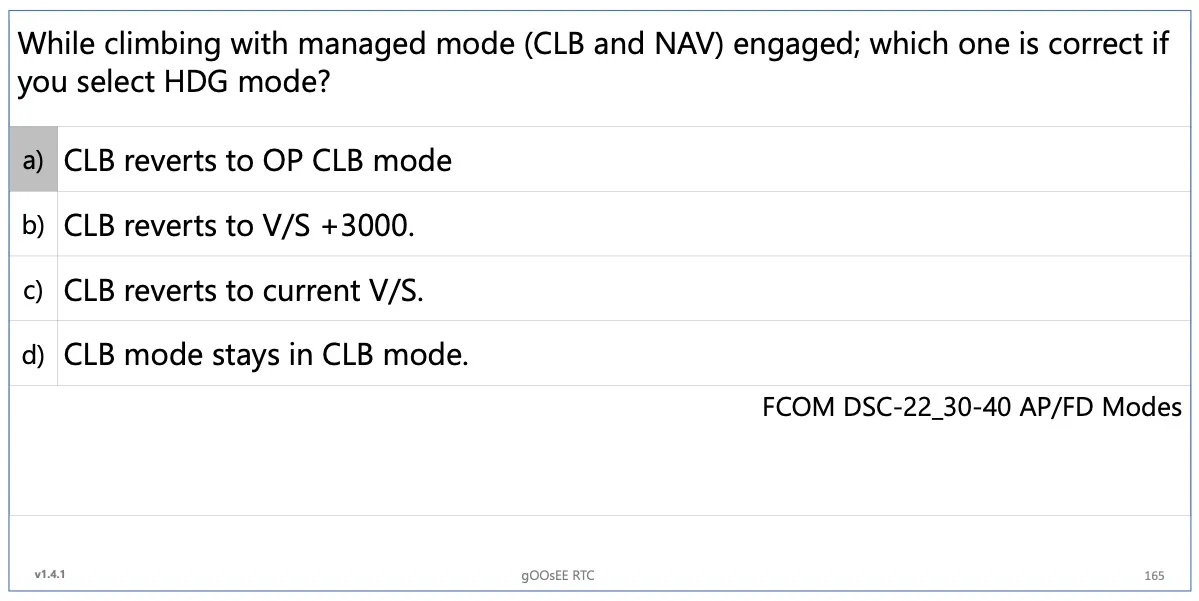 While climbing with managed mode (CLB and NAV) engaged; which one is correct if
you select HDG mode?
a) CLB reverts to OP CLB mode
b) CLB reverts to V/S +3000.
c) CLB reverts to current V/S.
d) CLB mode stays in CLB mode.
FCOM DSC-22_30-40 AP/FD Modes
v1.4.1 gOOsEE RTC 165